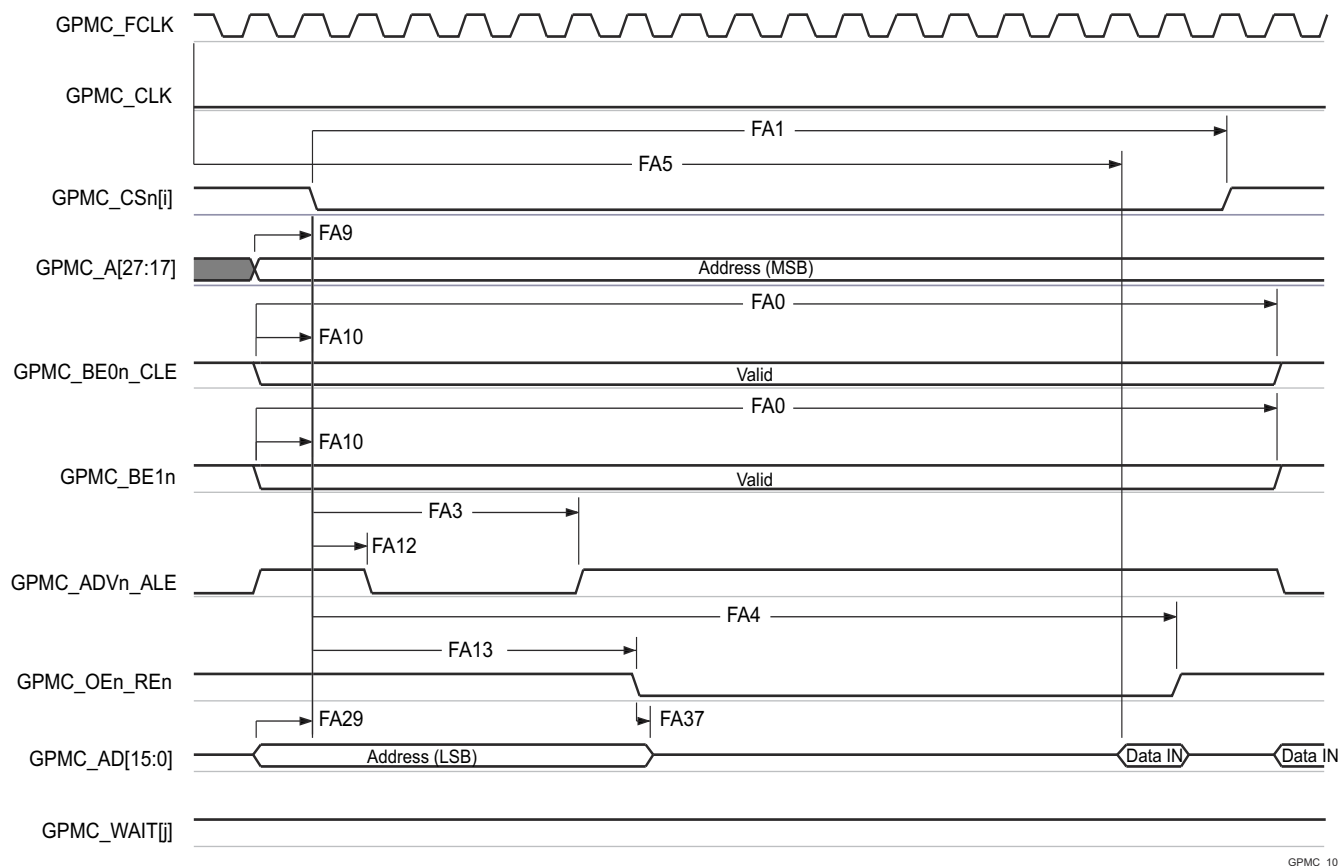 GPMC_FCLK
GPMC_CLK
FA1
FA5
GPMC_CSn[i]
FA9
GPMC_A[27:17]
Address (MSB)
FA0
FA10
GPMC_BE0n_CLE
Valid
FA0
FA10
GPMC_BE1n
Valid
FA3
FA12
GPMC_ADVn_ALE
FA4
FA13
GPMC_OEn_REn
FA29
FA37
GPMC_AD[15:0]
Address (LSB)
Data IN
Data IN
GPMC_WAIT[j]
GPMC_10